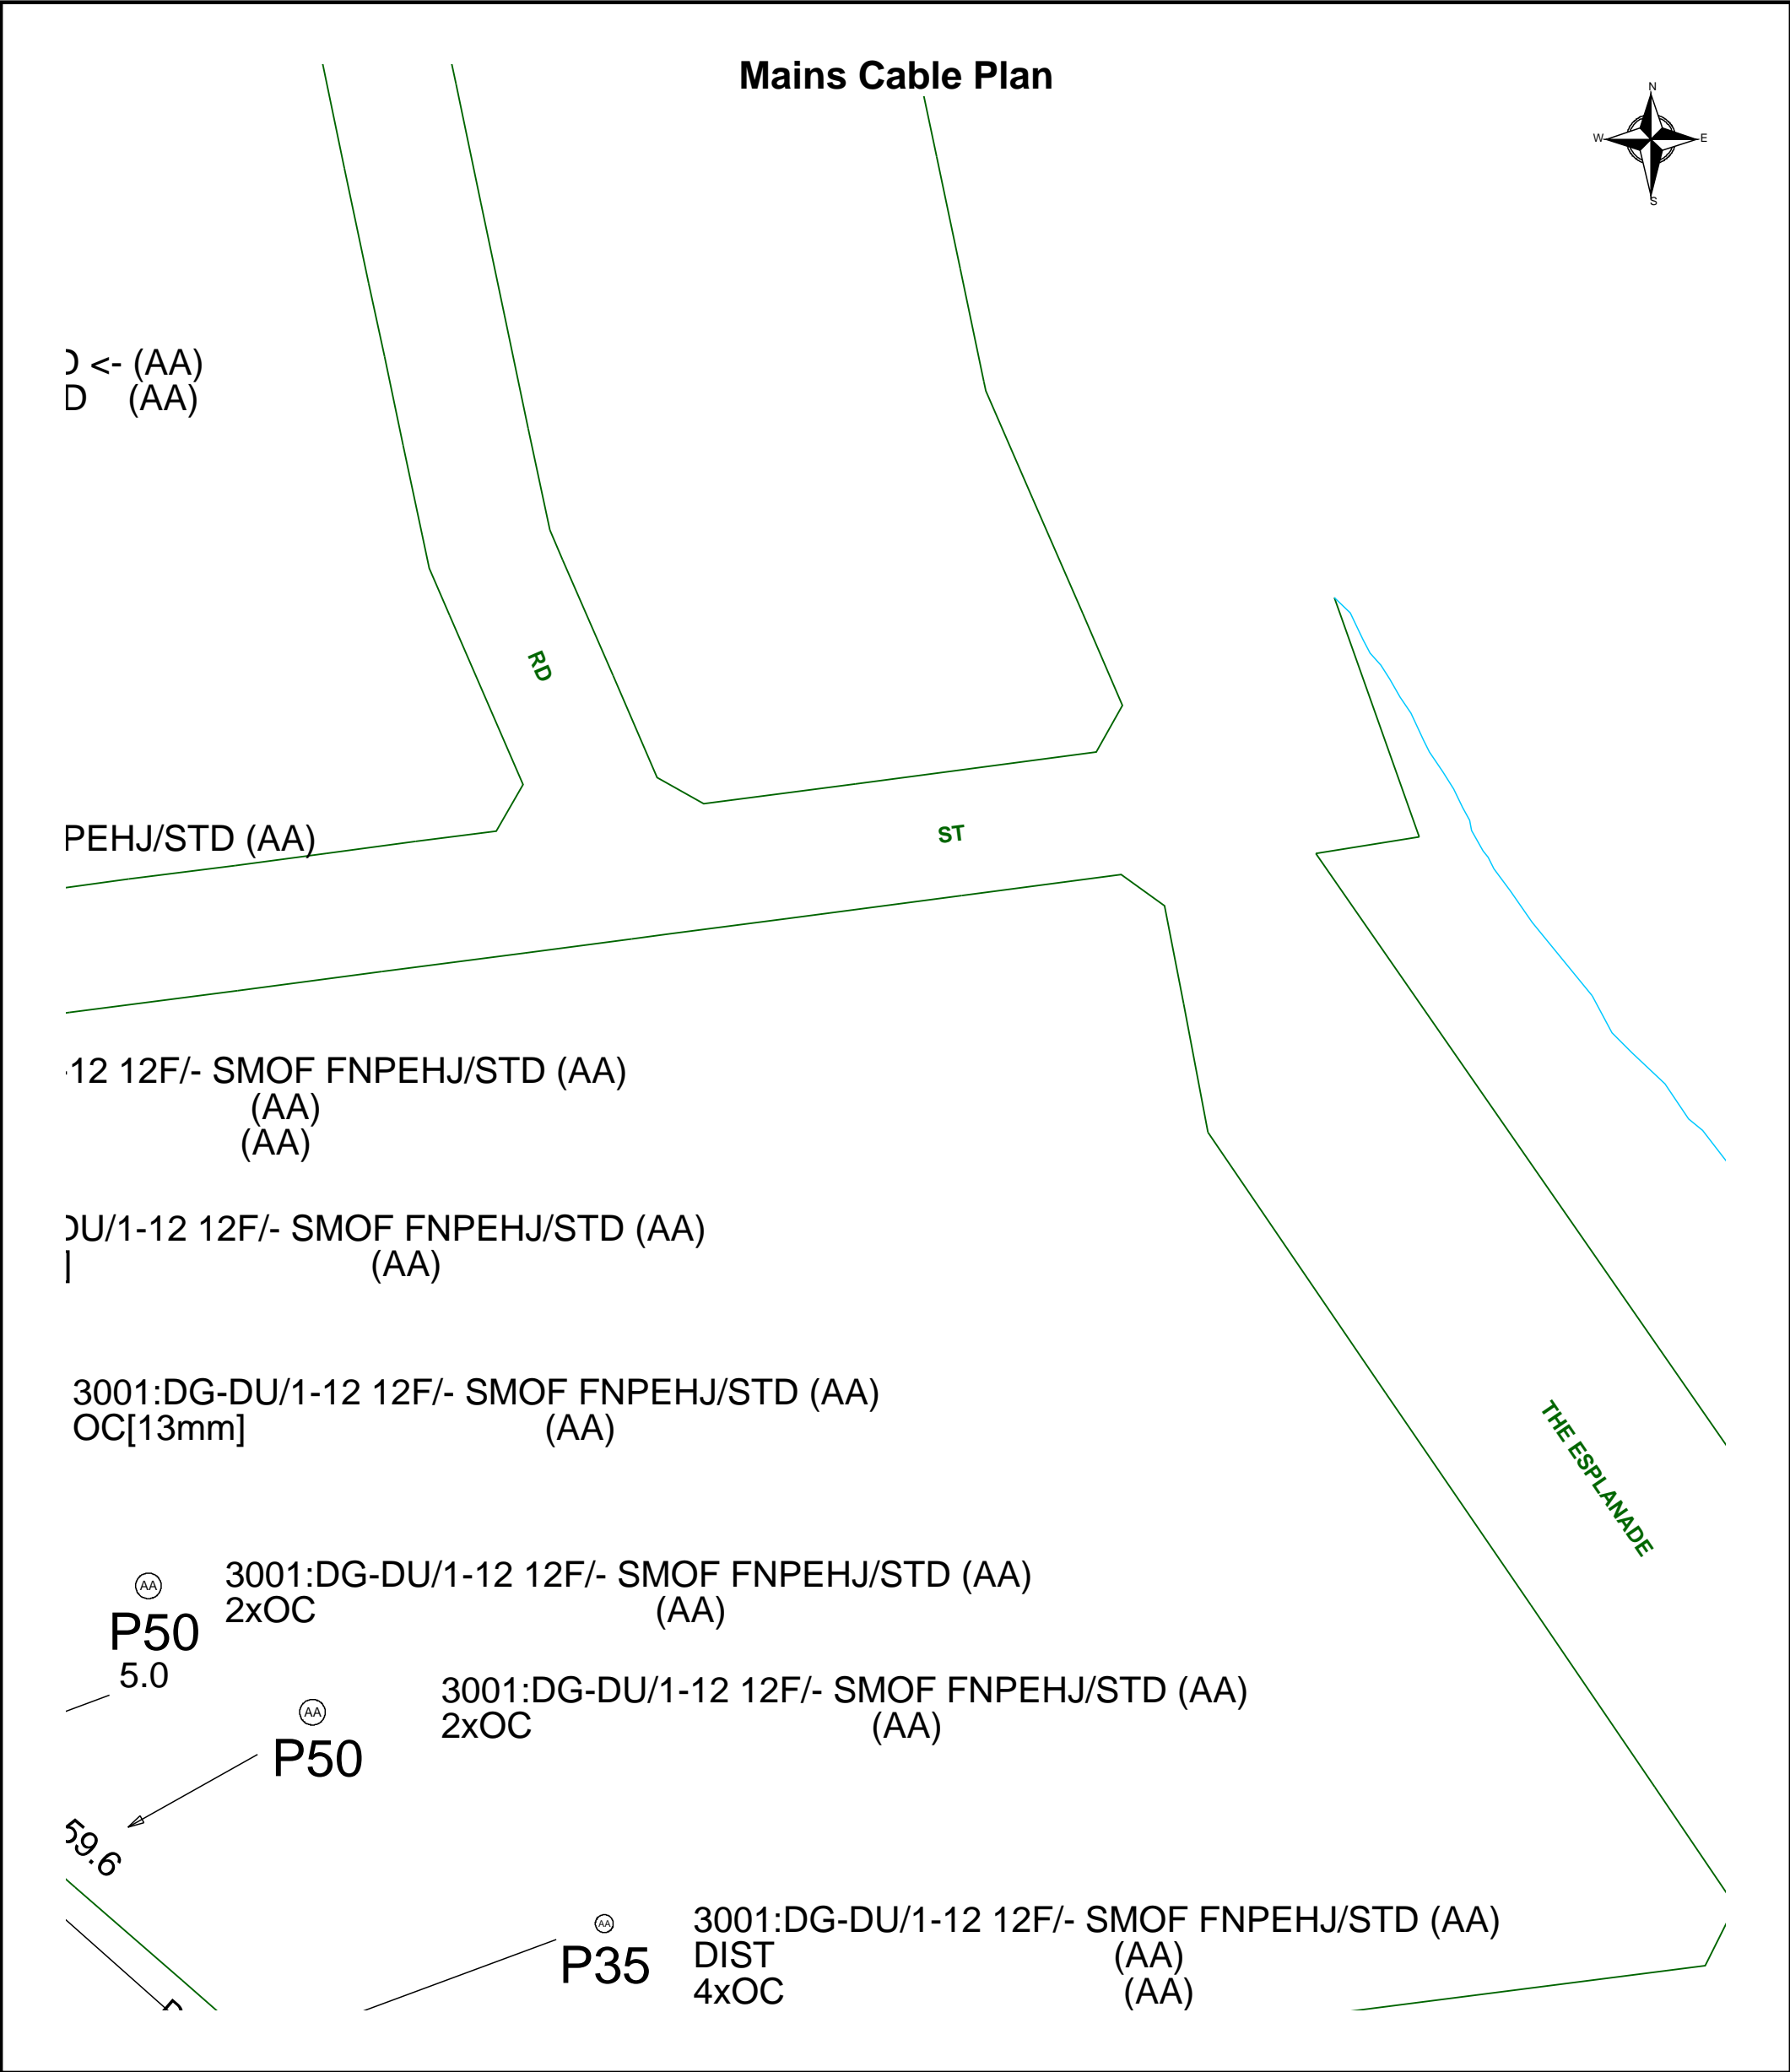 Mains Cable Plan
N
W
E
S
<- (AA)
D (AA)
RD
ST
PEHJ/STD (AA)
-12 12F/- SMOF FNPEHJ/STD (AA)
(AA)
(AA)
DU/1-12 12F/- SMOF FNPEHJ/STD (AA)
] (AA)
3001:DG-DU/1-12 12F/- SMOF FNPEHJ/STD (AA)
OC[13mm] (AA)
THE ESPLANADE
AA
P50
5.0
3001:DG-DU/1-12 12F/- SMOF FNPEHJ/STD (AA)
2xOC (AA)
AA
P50
3001:DG-DU/1-12 12F/- SMOF FNPEHJ/STD (AA)
2xOC (AA)
59.6
AA
P35
3001:DG-DU/1-12 12F/- SMOF FNPEHJ/STD (AA)
DIST (AA)
4xOC (AA)